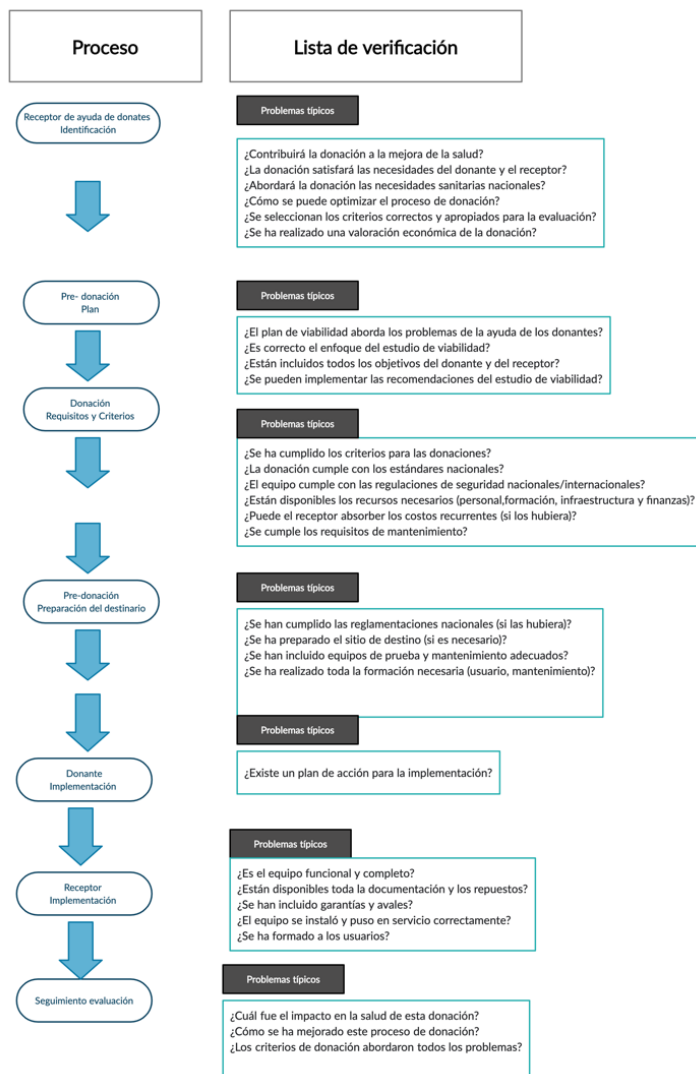 Proceso
Lista de verificación
Receptor de ayuda de donates
Identificación
Problemas típicos
¿Contribuirá la donación a la mejora de la salud?
¿La donación satisfará las necesidades del donante y el receptor?
¿Abordará la donación las necesidades sanitarias nacionales?
¿Cómo se puede optimizar el proceso de donación?
¿Se seleccionan los criterios correctos y apropiados para la evaluación?
¿Se ha realizado una valoración económica de la donación?
Pre- donación
Plan
Problemas típicos
¿El plan de viabilidad aborda los problemas de la ayuda de los donantes?
¿Es correcto el enfoque del estudio de viabilidad?
¿Están incluidos todos los objetivos del donante y del receptor?
¿Se pueden implementar las recomendaciones del estudio de viabilidad?
Donación
Requisitos y Criterios
Problemas típicos
¿Se ha cumplido los criterios para las donaciones?
¿La donación cumple con los estándares nacionales?
¿El equipo cumple con las regulaciones de seguridad nacionales/internacionales?
¿Están disponibles los recursos necesarios (personal,formación, infraestructura y finanzas)?
¿Puede el receptor absorber los costos recurrentes (si los hubiera)?
¿Se cumple los requisitos de mantenimiento?
Pre-donación
Preparación del destinario
Problemas típicos
¿Se han cumplido las reglamentaciones nacionales (si las hubiera)?
¿Se ha preparado el sitio de destino (si es necesario)?
¿Se han incluido equipos de prueba y mantenimiento adecuados?
¿Se ha realizado toda la formación necesaria (usuario, mantenimiento)?
Donante
Implementación
Problemas típicos
¿Existe un plan de acción para la implementación?
Receptor
Implementación
Problemas típicos
¿Es el equipo funcional y completo?
¿Están disponibles toda la documentación y los repuestos?
¿Se han incluido garantías y avales?
¿El equipo se instaló y puso en servicio correctamente?
¿Se ha formado a los usuarios?
Seguimiento evaluación
Problemas típicos
¿Cuál fue el impacto en la salud de esta donación?
¿Cómo se ha mejorado este proceso de donación?
¿Los criterios de donación abordaron todos los problemas?